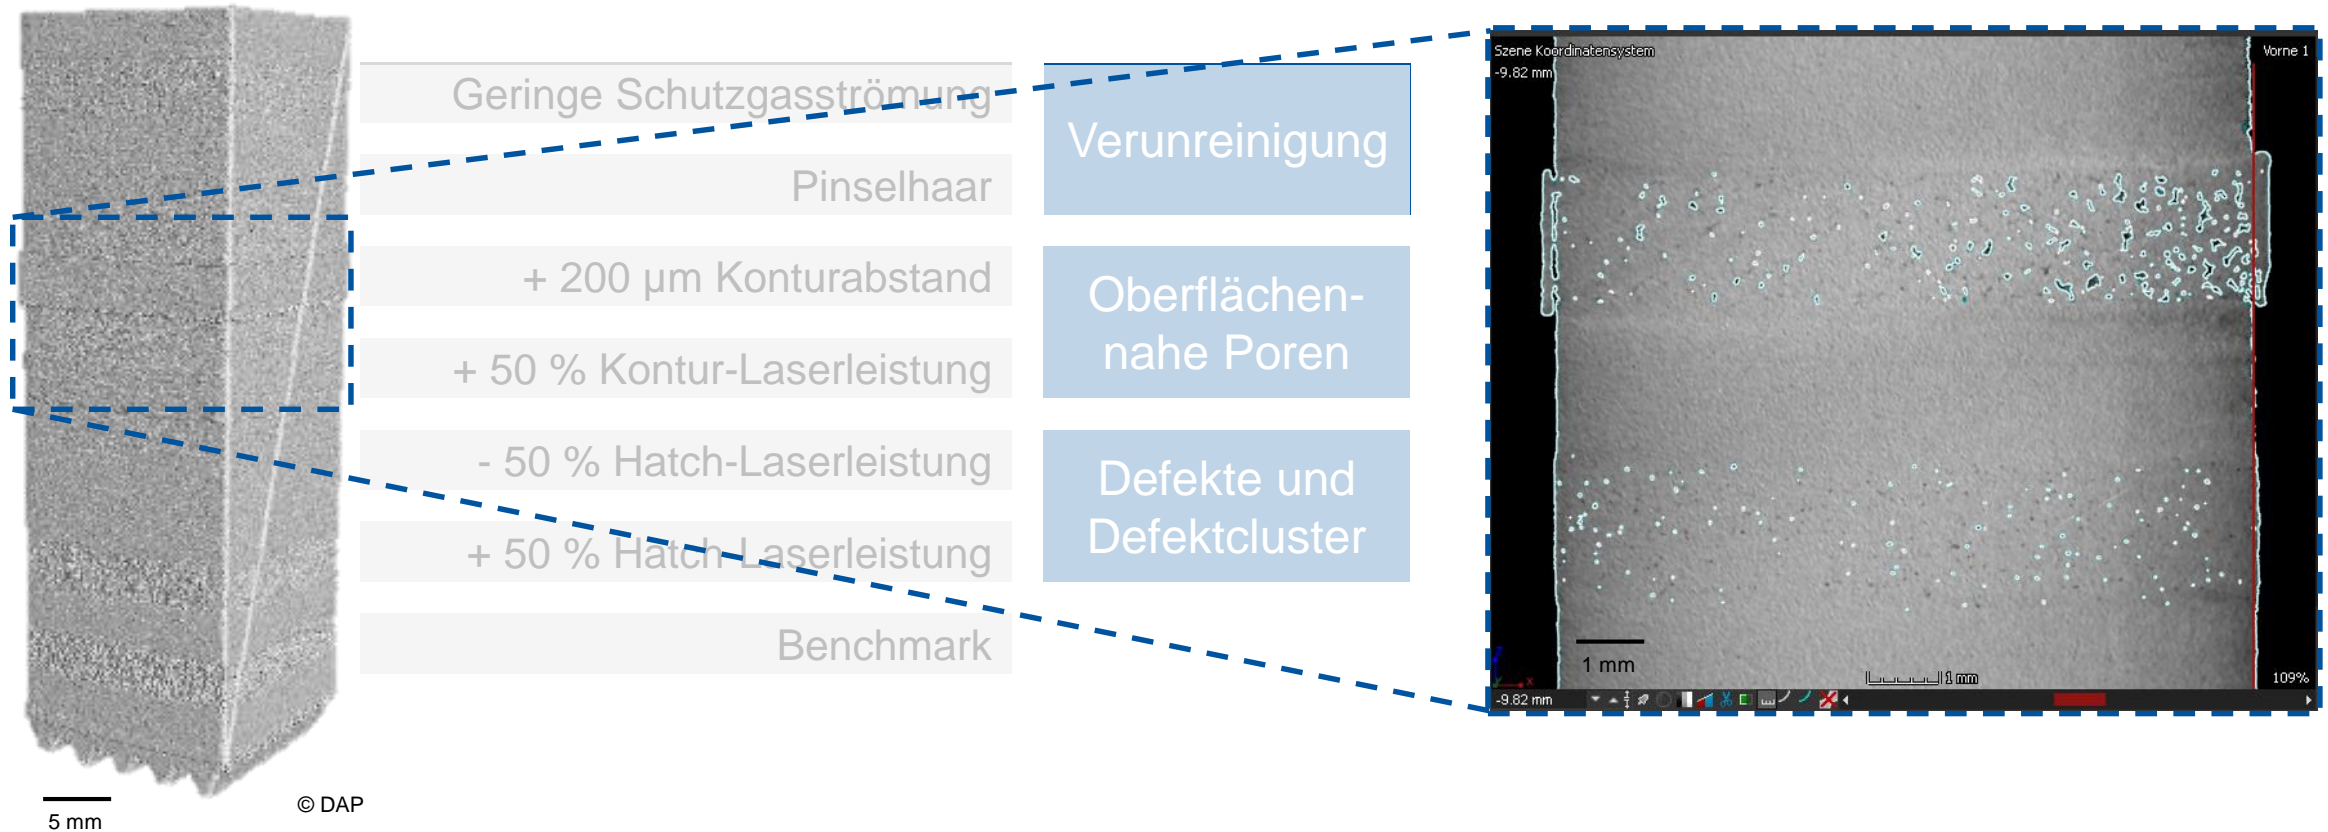 Geringe Schutzgasströmung
Pinselhaar
+ 200 µm Konturabstand
+ 50 % Kontur-Laserleistung
- 50 % Hatch-Laserleistung
+ 50 % Hatch-Laserleistung
Benchmark
Verunreinigung
Oberflächen-
nahe Poren
Defekte und
Defektcluster
Szene Koordinatensystem
-9.82 mm
Vorne 1
1 mm
1 mm
109%
-9.82 mm
5 mm
© DAP